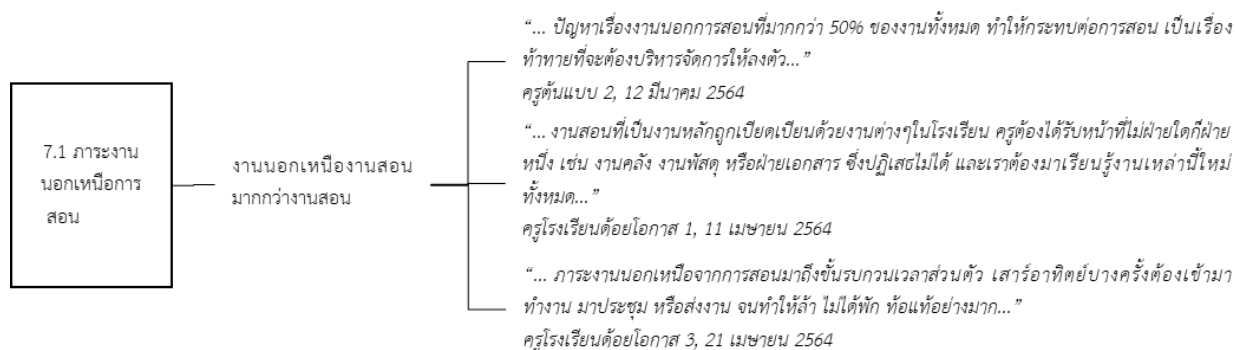 7.1 ภาระงาน
นอกเหนือการ
สอน
งานนอกเหนืองานสอน
มากกว่างานสอน
“... ปัญหาเรื่องงานนอกการสอนที่มากกว่า 50% ของงานทั้งหมด ทำให้กระทบต่อการสอน เป็นเรื่อง
ท้าทายที่จะต้องบริหารจัดการให้ลงตัว...”
ครูต้นแบบ 2, 12 มีนาคม 2564
“... งานสอนที่เป็นงานหลักถูกเบียดเบียนด้วยงานต่างๆในโรงเรียน ครูต้องได้รับหน้าที่ไม่ฝ่ายใดก็ฝ่าย
หนึ่ง เช่น งานคลัง งานพัสดุ หรือฝ่ายเอกสาร ซึ่งปฏิเสธไม่ได้ และเราต้องมาเรียนรู้งานเหล่านี้ใหม่
ทั้งหมด...”
ครูโรงเรียนด้อยโอกาส 1, 11 เมษายน 2564
“... ภาระงานนอกเหนือจากการสอนมาถึงขั้นรบกวนเวลาส่วนตัว เสาร์อาทิตย์บางครั้งต้องเข้ามา
ทำงาน มาประชุม หรือส่งงาน จนทำให้ล้า ไม่ได้พัก ท้อแท้อย่างมาก...”
ครูโรงเรียนด้อยโอกาส 3, 21 เมษายน 2564